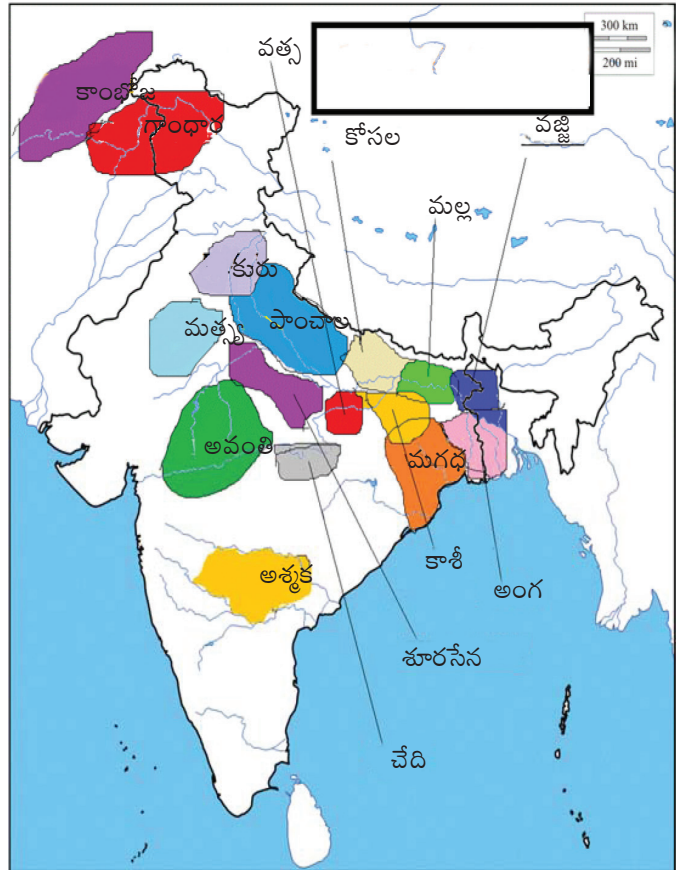 300 km
200 mi
వత్స
కాంభోజ
గాంధార
కోసల
వజ్జి
మల్ల
కురు
మత్స్య
పాంచాల
అవంతి
మగధ
కాశీ
అశ్మక
అంగ
శూరసేన
చేది